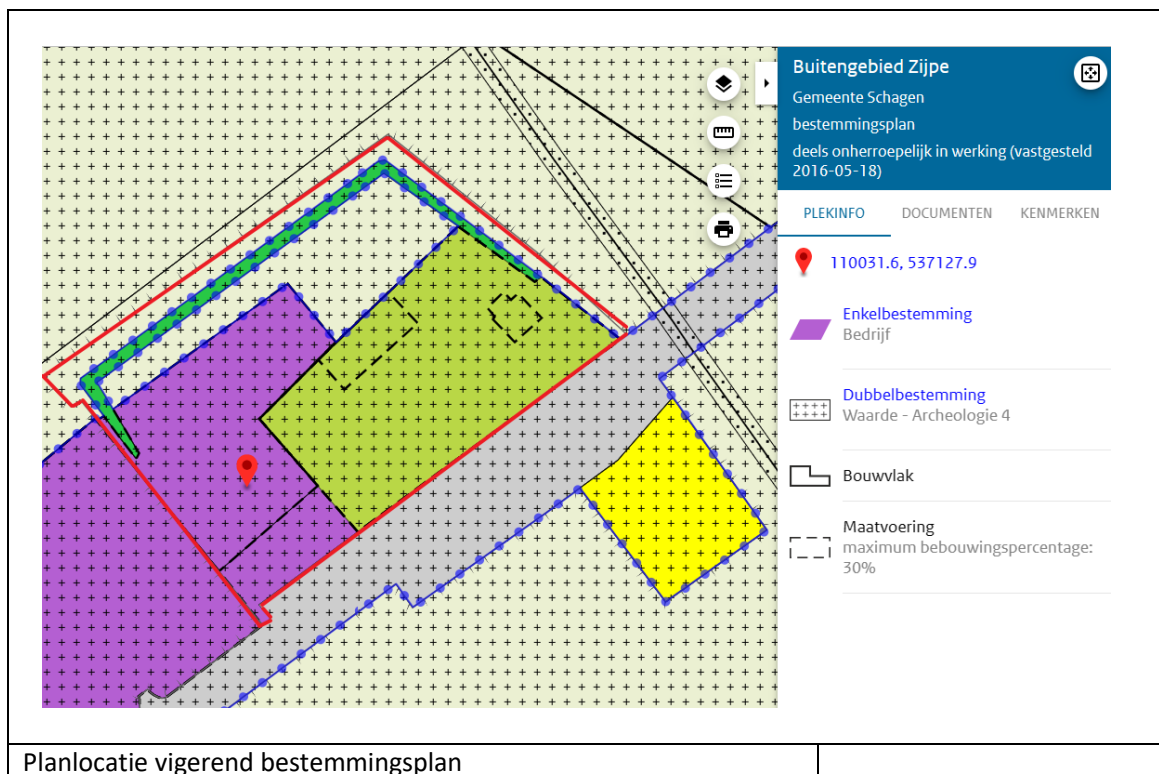 Buitengebied Zijpe
Gemeente Schagen
bestemmingsplan
deels onherroepelijk in werking (vastgesteld
2016-05-18)
PLEKINFO DOCUMENTEN KENMERKEN
110031.6, 537127.9
Enkelbestemming
Bedrijf
Dubbelbestemming
Waarde - Archeologie 4
Bouwvlak
Maatvoering
maximum bebouwingspercentage:
30%
Planlocatie vigerend bestemmingsplan